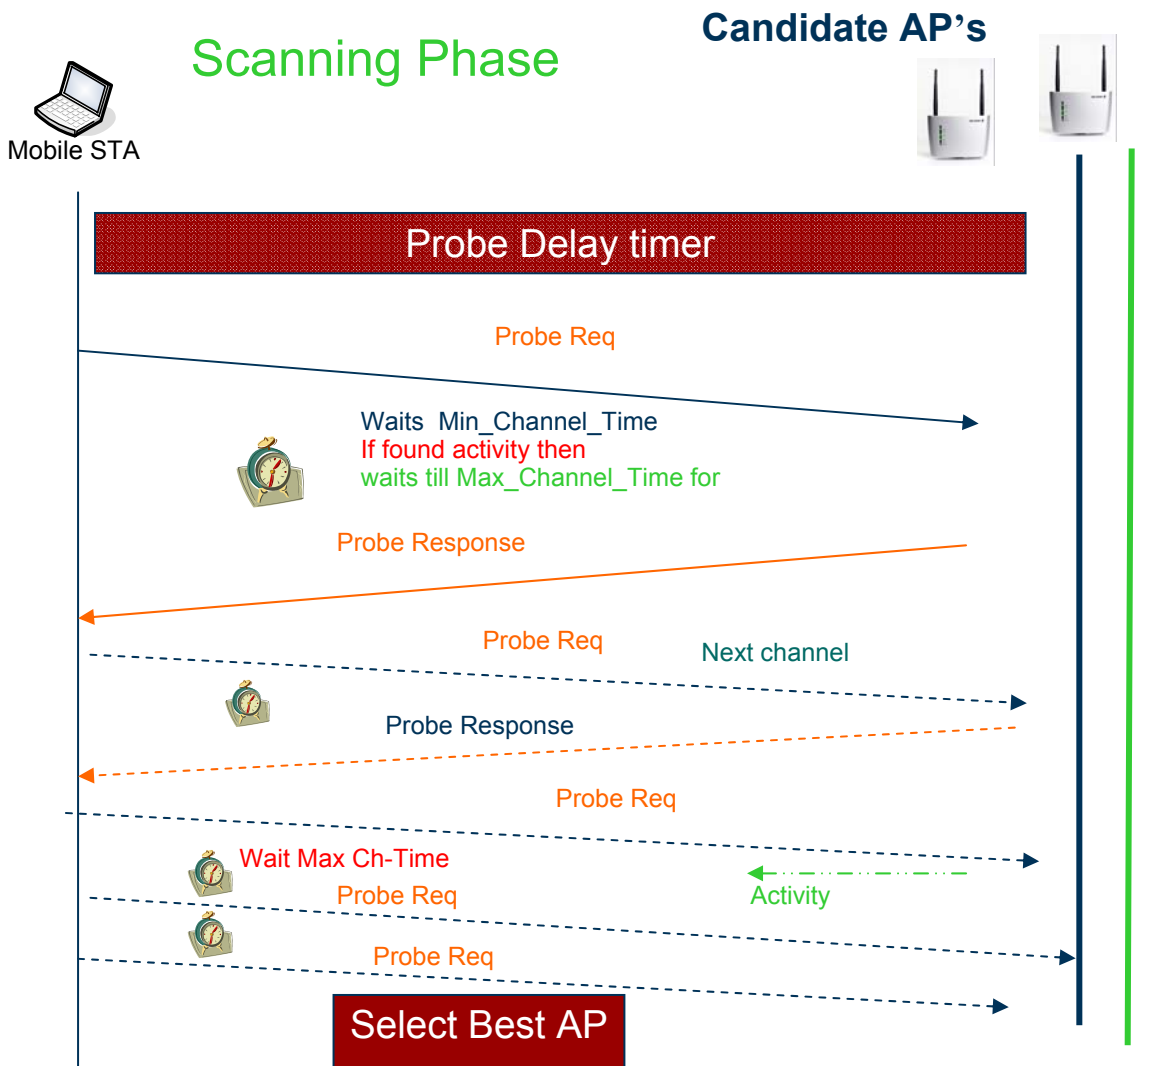 Candidate AP's
Scanning Phase
Mobile STA
Probe Delay timer
Probe Req
Waits  Min_Channel_Time
If found activity then
waits till Max_Channel_Time for
Probe Response
Probe Req
Next channel
Probe Response
Probe Req
Wait Max Ch-Time
Probe Req
Activity
Probe Req
Select Best AP